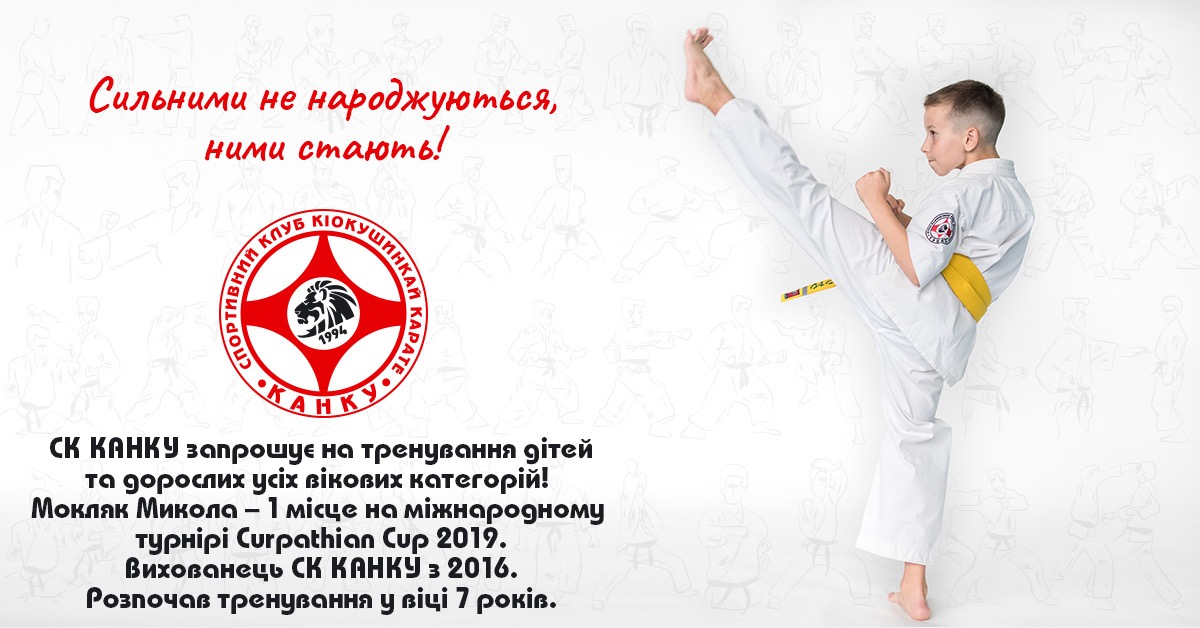 Сильними не народжуються,
ними стають!
СПОРТИВНИЙ КЛУБ КІОКУШИНКАЙ КАРАТЕ
1994
• КАНКУ •
СК КАНКУ запрошує на тренування дітей
та дорослих усіх вікових категорій!
Мокляк Микола – 1 місце на міжнародному
турнірі Curpathian Cup 2019.
Вихованець СК КАНКУ з 2016.
Розпочав тренування у віці 7 років.